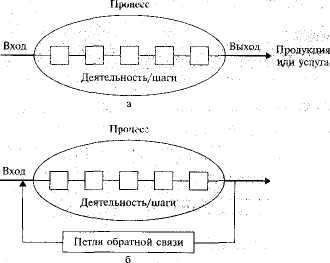 Процесс
Вход
Выход
Продукция
или услуга
Деятельность/шаги
а
Процесс
Вход
Деятельность/шаги
Петля обратной связи
б